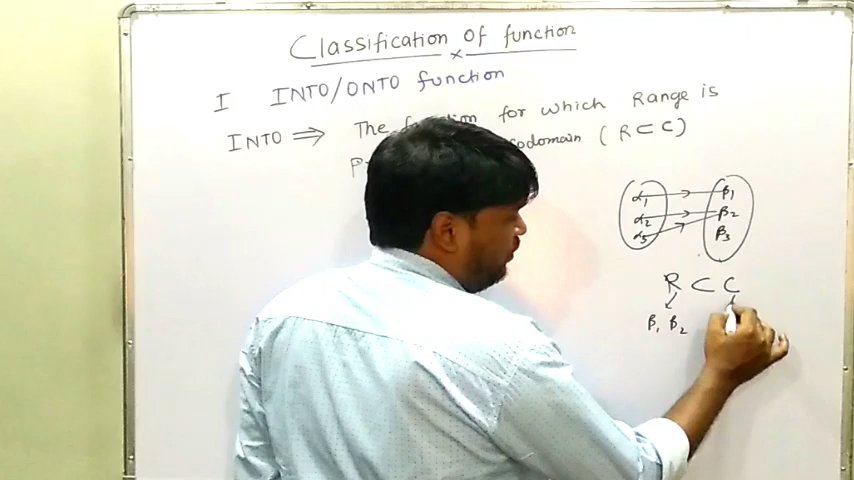 Classification of function
×
I INTO/ONTO function
INTO ⇒ The function for which Range is
codomain (R⊂C)
α₁ β₁
α₂ β₂
α₃ β₃
R ⊂ C
β₁ β₂